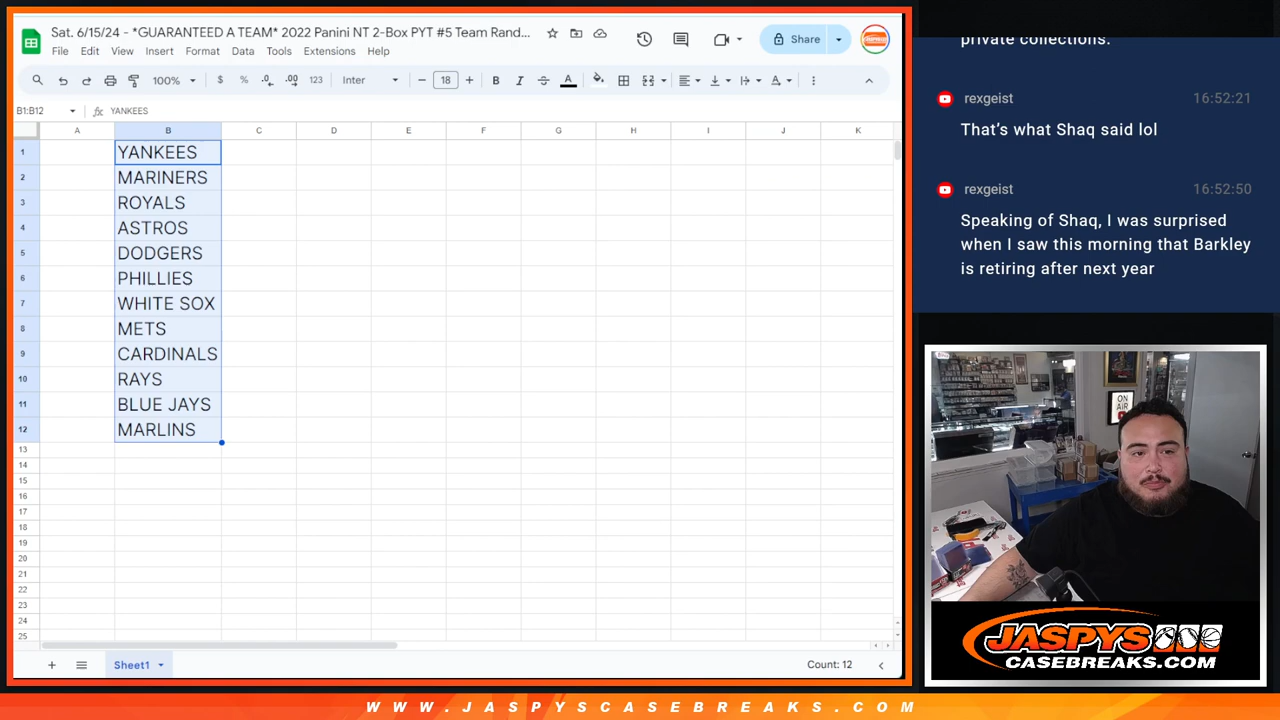 Sat. 6/15/24 - *GUARANTEED A TEAM* 2022 Panini NT 2-Box PYT #5 Team Rand...
File Edit View Insert Format Data Tools Extensions Help
Share
100% $ % .0 .00 123 Inter 18 B I A
B1:B12 fx YANKEES
A B C D E F G H I J K
1 YANKEES
2 MARINERS
3 ROYALS
4 ASTROS
5 DODGERS
6 PHILLIES
7 WHITE SOX
8 METS
9 CARDINALS
10 RAYS
11 BLUE JAYS
12 MARLINS
13
14
15
16
17
18
19
20
21
22
23
24
25
Sheet1 Count: 12
private collections.
rexgeist 16:52:21
That’s what Shaq said lol
rexgeist 16:52:50
Speaking of Shaq, I was surprised
when I saw this morning that Barkley
is retiring after next year
ON
AIR
JASPYS
CASEBREAKS.COM
WWW.JASPYSCASEBREAKS.COM